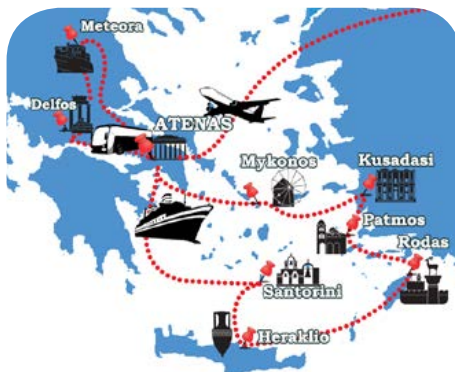 Meteora
Delfos
ATENAS
Mykonos
Kusadasi
Patmos
Rodas
Santorini
Heraklio